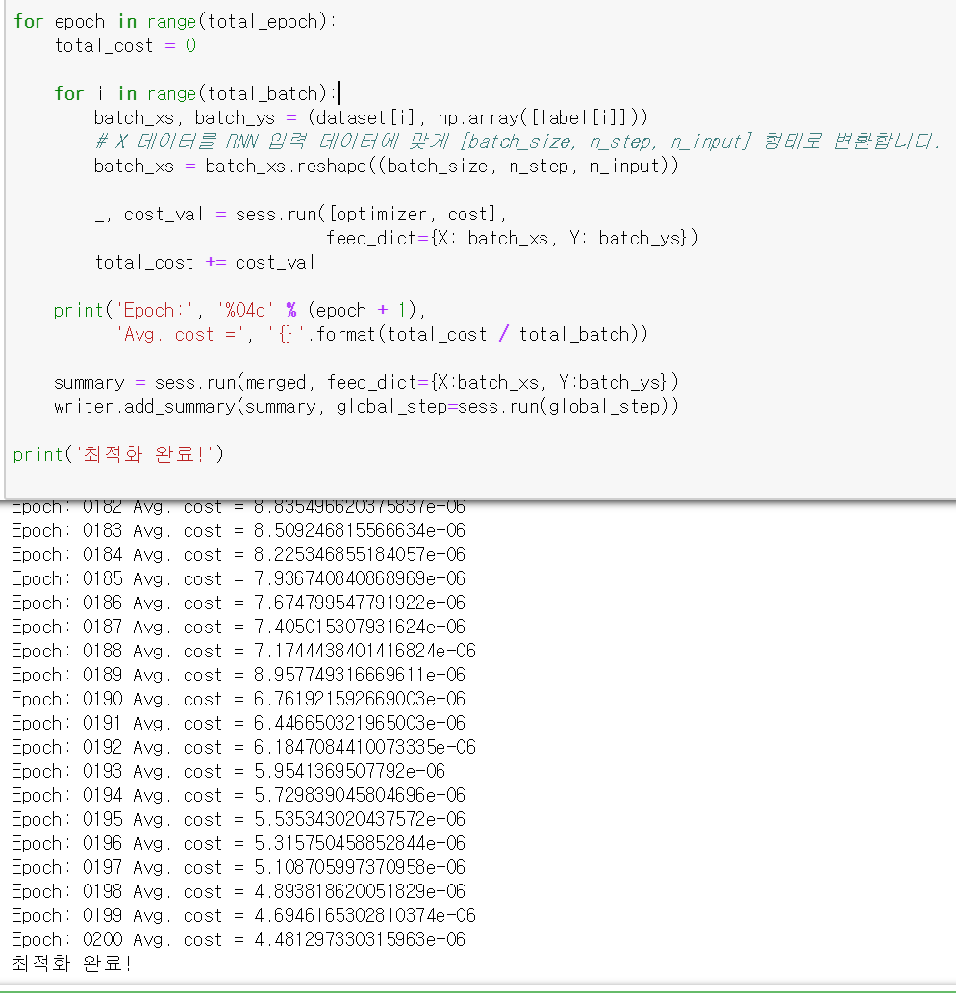 for epoch in range(total_epoch):
    total_cost = 0
    for i in range(total_batch):
        batch_xs, batch_ys = (dataset[i], np.array([label[i]]))
        # X 데이터를 RNN 입력 데이터에 맞게 [batch_size, n_step, n_input] 형태로 변환합니다.
        batch_xs = batch_xs.reshape((batch_size, n_step, n_input))
        _, cost_val = sess.run([optimizer, cost],
                               feed_dict={X: batch_xs, Y: batch_ys})
        total_cost += cost_val
    print('Epoch:', '%04d' % (epoch + 1),
          'Avg. cost =', '{}'.format(total_cost / total_batch))
    summary = sess.run(merged, feed_dict={X:batch_xs, Y:batch_ys})
    writer.add_summary(summary, global_step=sess.run(global_step))
print('최적화 완료!')
Epoch: 0182 Avg. cost = 8.835496620375837e-06
Epoch: 0183 Avg. cost = 8.509246815566634e-06
Epoch: 0184 Avg. cost = 8.225346855184057e-06
Epoch: 0185 Avg. cost = 7.936740840868969e-06
Epoch: 0186 Avg. cost = 7.674799547791922e-06
Epoch: 0187 Avg. cost = 7.405015307931624e-06
Epoch: 0188 Avg. cost = 7.1744438401416824e-06
Epoch: 0189 Avg. cost = 8.957749316669611e-06
Epoch: 0190 Avg. cost = 6.761921592669003e-06
Epoch: 0191 Avg. cost = 6.446650321965003e-06
Epoch: 0192 Avg. cost = 6.1847084410073335e-06
Epoch: 0193 Avg. cost = 5.9541369507792e-06
Epoch: 0194 Avg. cost = 5.729839045804696e-06
Epoch: 0195 Avg. cost = 5.535343020437572e-06
Epoch: 0196 Avg. cost = 5.315750458852844e-06
Epoch: 0197 Avg. cost = 5.108705997370958e-06
Epoch: 0198 Avg. cost = 4.893818620051829e-06
Epoch: 0199 Avg. cost = 4.6946165302810374e-06
Epoch: 0200 Avg. cost = 4.481297330315963e-06
최적화 완료!